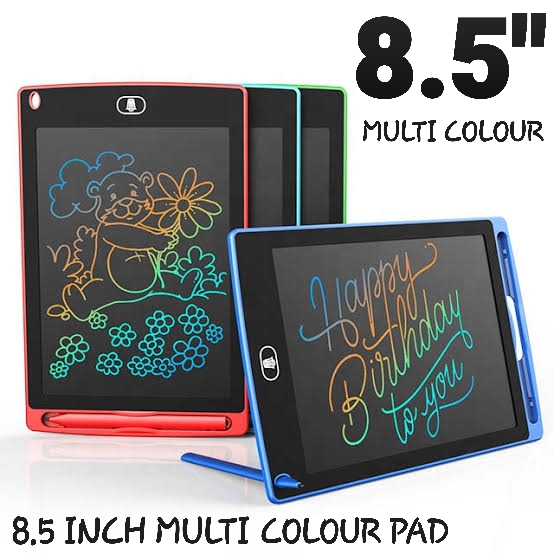 8.5"
MULTI COLOUR
Happy
Birthday
to you
8.5 INCH MULTI COLOUR PAD